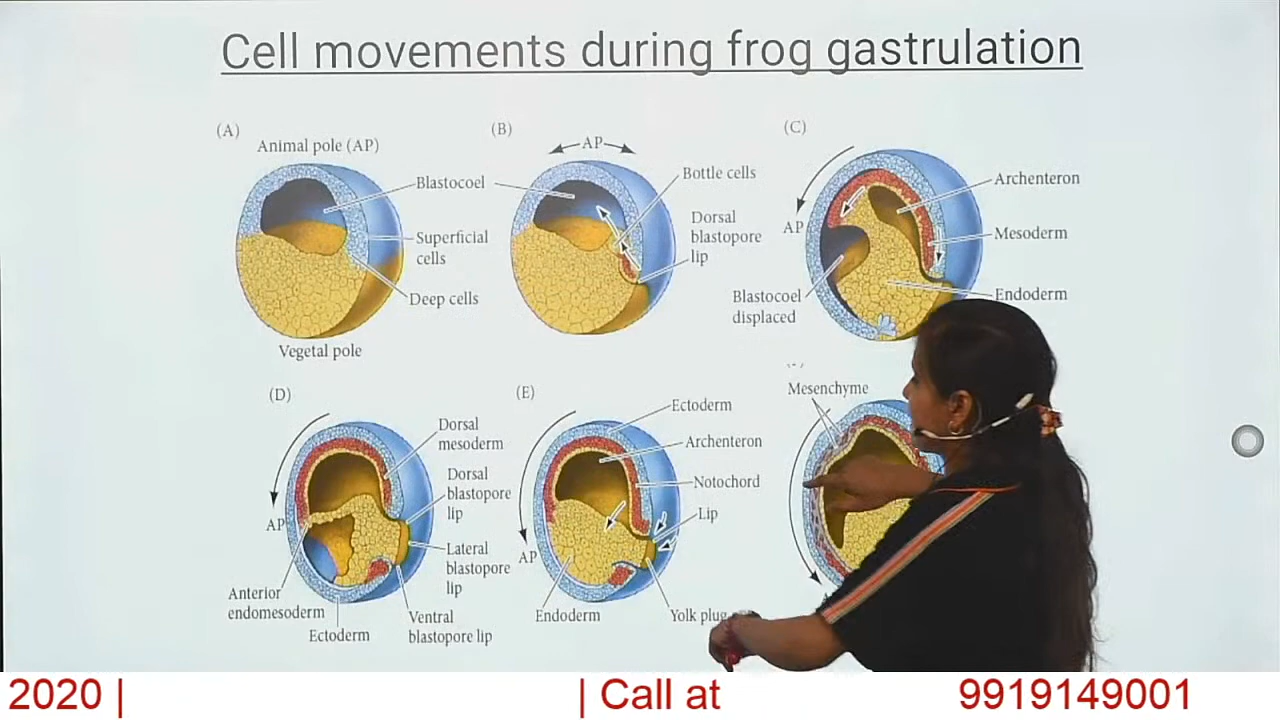 Cell movements during frog gastrulation
(A)
Animal pole (AP)
Blastocoel
Superficial
cells
Deep cells
Vegetal pole
(B)
AP
Bottle cells
Dorsal
blastopore
lip
(C)
Archenteron
AP
Mesoderm
Endoderm
Blastocoel
displaced
(D)
Dorsal
mesoderm
Dorsal
blastopore
lip
AP
Lateral
blastopore
lip
Anterior
endomesoderm
Ectoderm
Ventral
blastopore lip
(E)
Ectoderm
Archenteron
Notochord
Lip
AP
Endoderm
Yolk plug
Mesenchyme
2020 | | Call at 9919149001